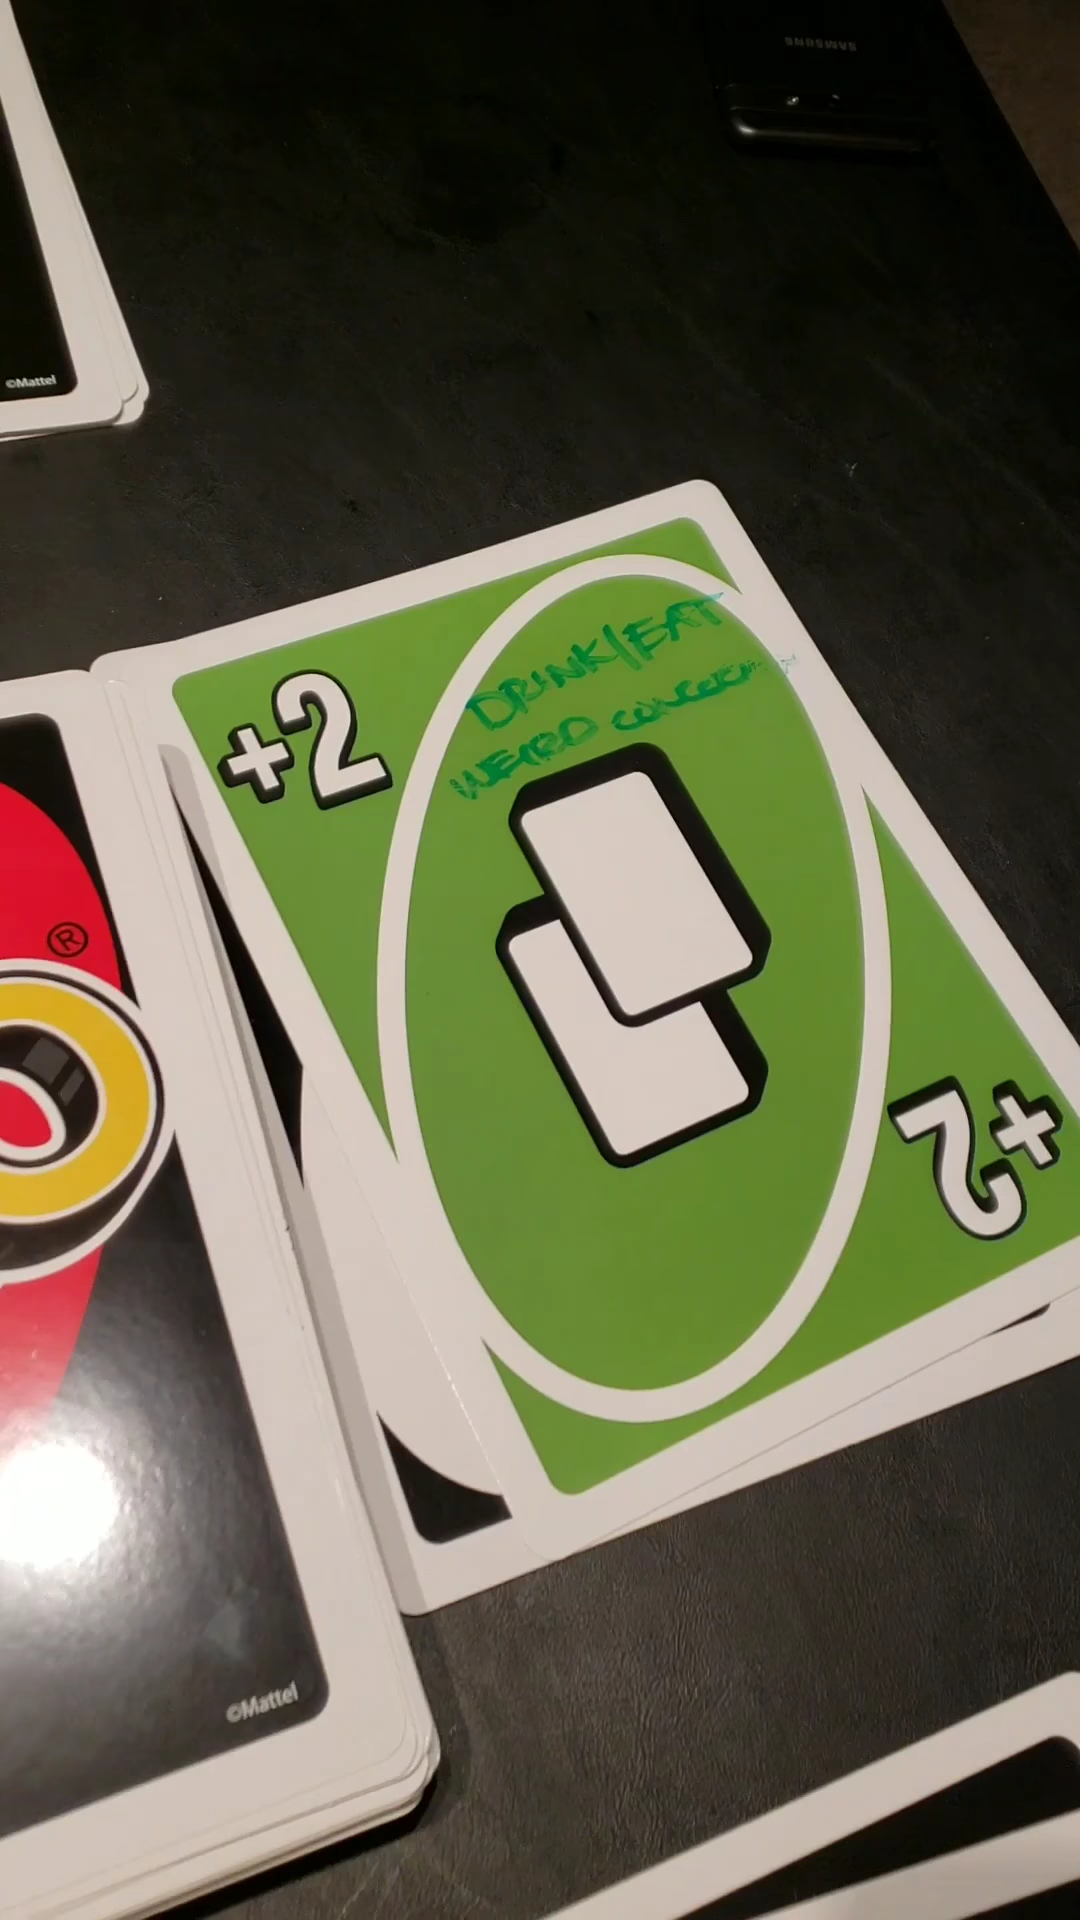 SAMSUNG
©Mattel
+2
DRINK/EAT
WEIRD CONCOCTION
®
+2
©Mattel